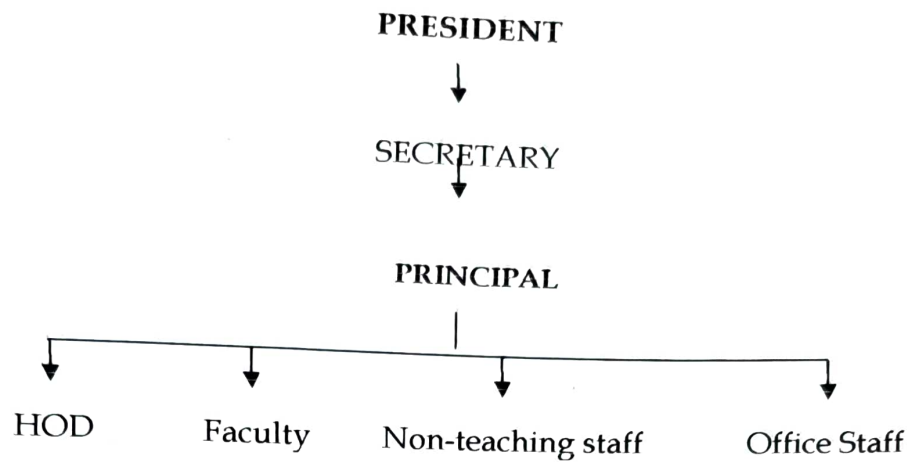 PRESIDENT
SECRETARY
PRINCIPAL
HOD Faculty Non-teaching staff Office Staff